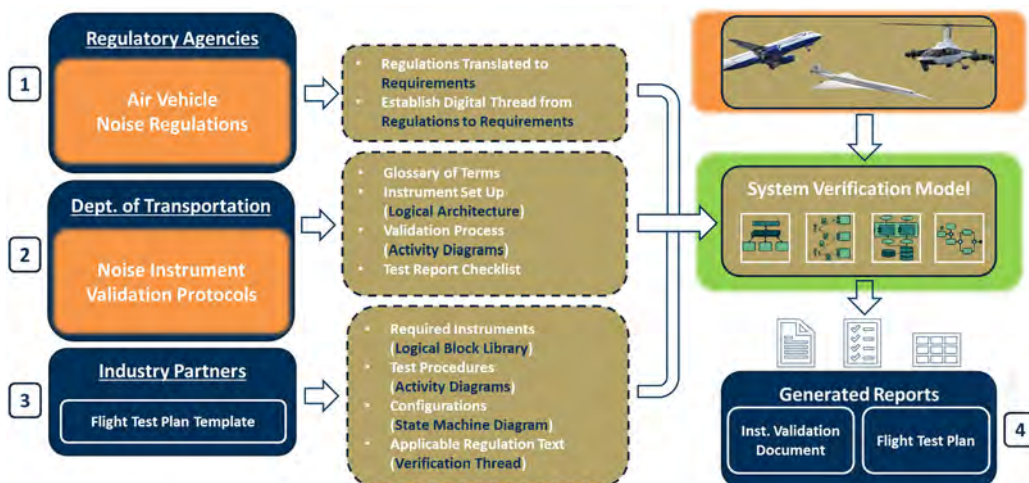 Regulatory Agencies
1
Air Vehicle
Noise Regulations
• Regulations Translated to
Requirements
• Establish Digital Thread from
Regulations to Requirements
Dept. of Transportation
2
Noise Instrument
Validation Protocols
• Glossary of Terms
• Instrument Set Up
(Logical Architecture)
• Validation Process
(Activity Diagrams)
• Test Report Checklist
Industry Partners
3
Flight Test Plan Template
• Required Instruments
(Logical Block Library)
• Test Procedures
(Activity Diagrams)
• Configurations
(State Machine Diagram)
• Applicable Regulation Text
(Verification Thread)
System Verification Model
Generated Reports
Inst. Validation
Document
Flight Test Plan
4